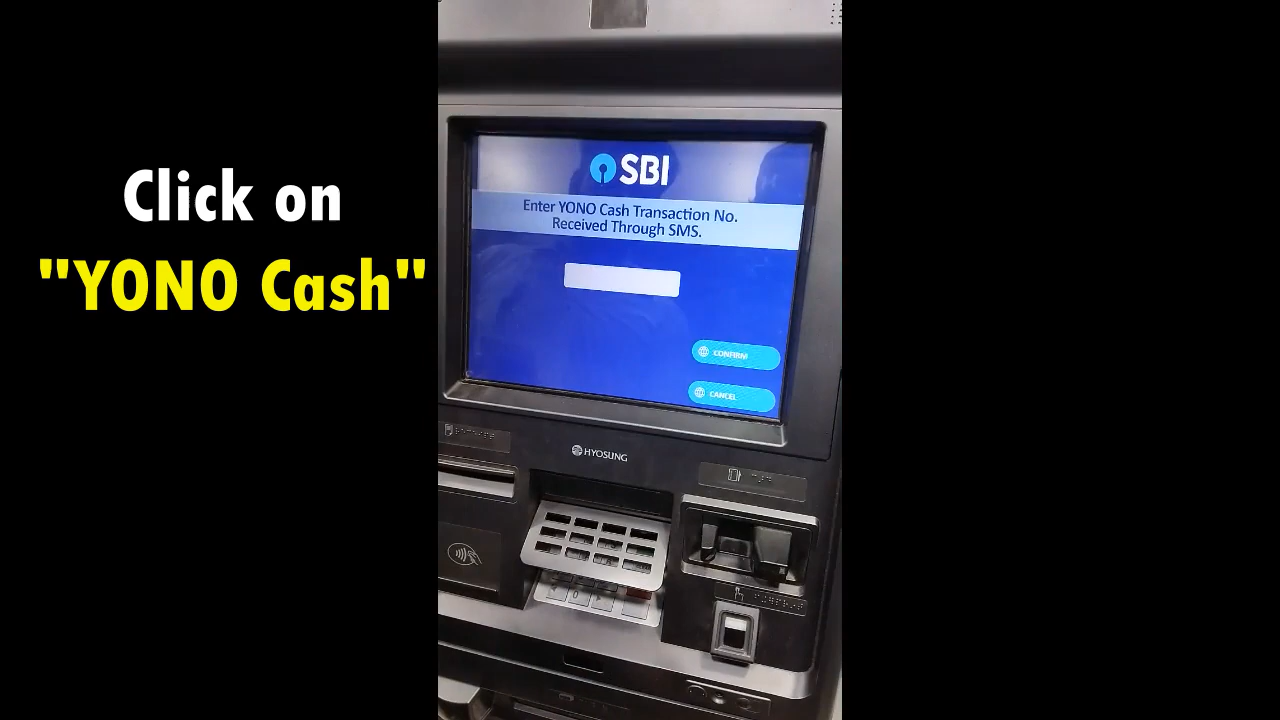 Click on
"YONO Cash"
SBI
Enter YONO Cash Transaction No.
Received Through SMS.
CONFIRM
CANCEL
HYOSUNG